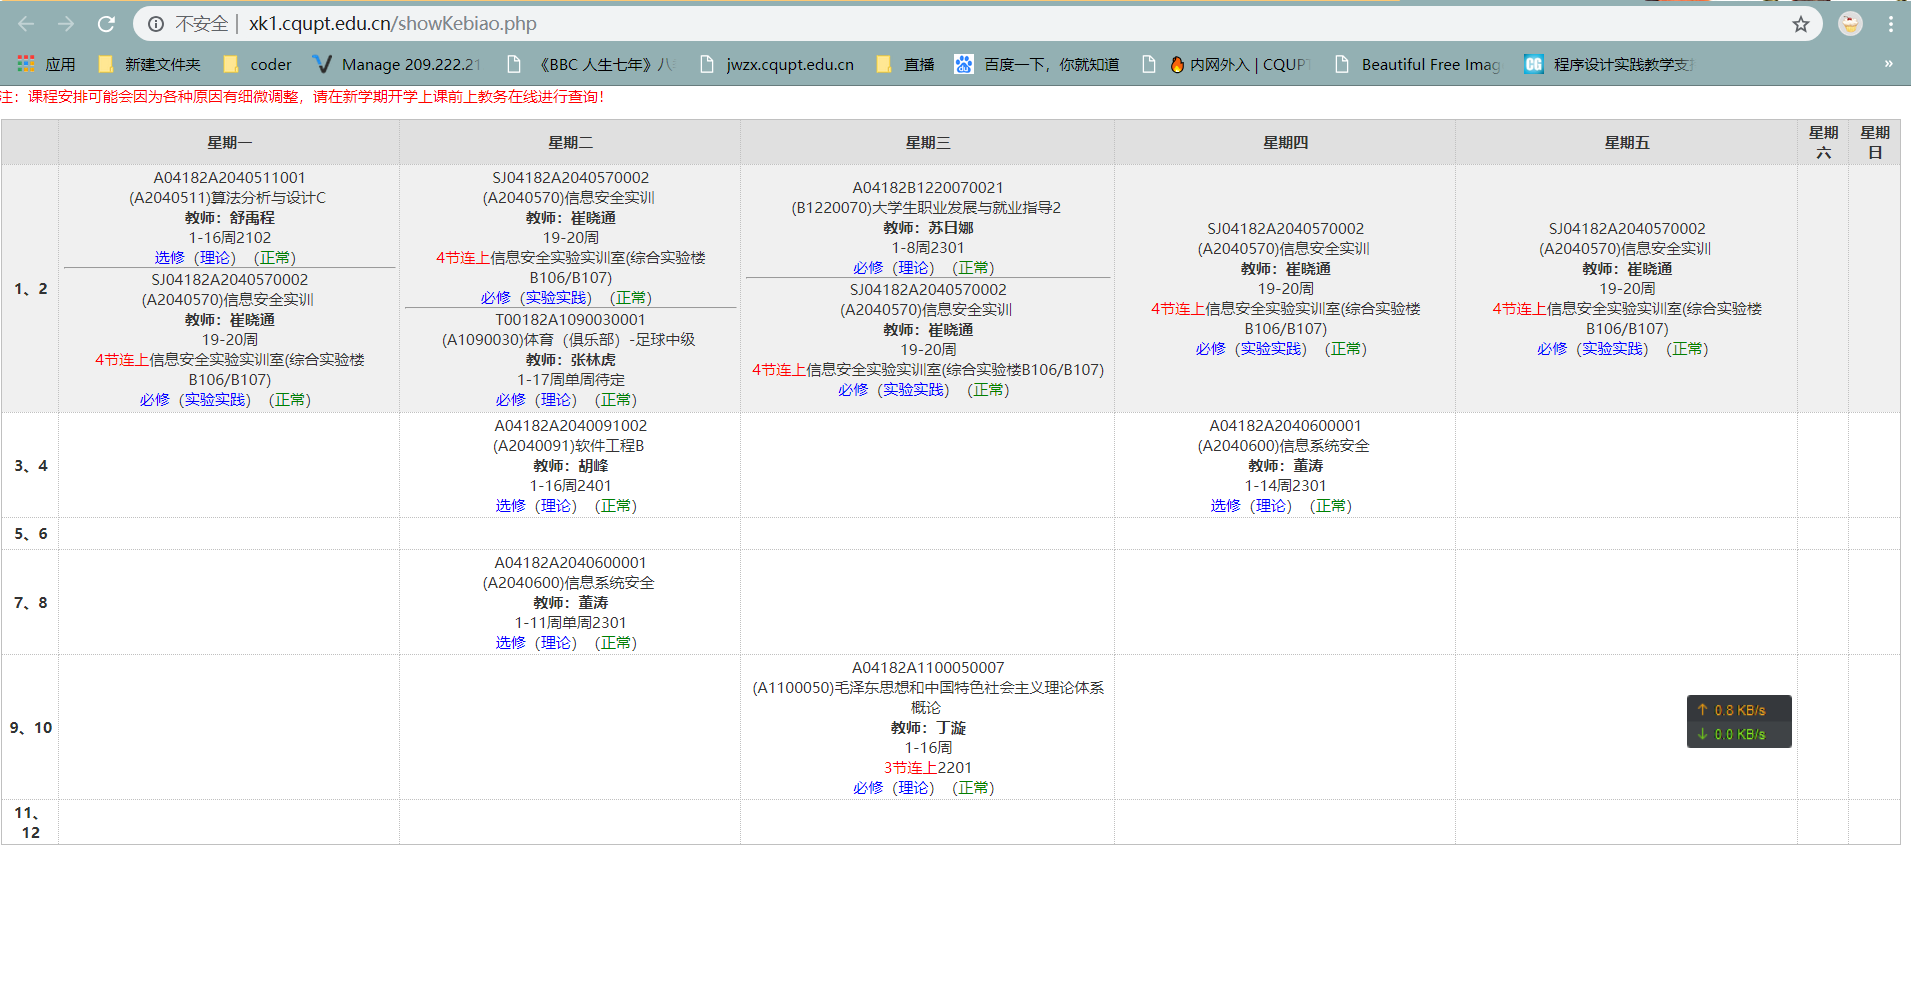 不安全 | xk1.cqupt.edu.cn/showKebiao.php
应用 新建文件夹 coder Manage 209.222.21 《BBC 人生七年》八 jwzx.cqupt.edu.cn 直播 百度一下，你就知道 内网外入 | CQUPT Beautiful Free Imag CG 程序设计实践教学支 »
注：课程安排可能会因为各种原因有细微调整，请在新学期开学上课前上教务在线进行查询！
星期一 星期二 星期三 星期四 星期五 星期六 星期日
1、2
A04182A2040511001
(A2040511)算法分析与设计C
教师：舒禹程
1-16周2102
选修（理论）（正常）
SJ04182A2040570002
(A2040570)信息安全实训
教师：崔晓通
19-20周
4节连上信息安全实验实训室(综合实验楼
B106/B107)
必修（实验实践）（正常）
SJ04182A2040570002
(A2040570)信息安全实训
教师：崔晓通
19-20周
4节连上信息安全实验实训室(综合实验楼
B106/B107)
必修（实验实践）（正常）
T00182A1090030001
(A1090030)体育（俱乐部）-足球中级
教师：张林虎
1-17周单周待定
必修（理论）（正常）
A04182B1220070021
(B1220070)大学生职业发展与就业指导2
教师：苏日娜
1-8周2301
必修（理论）（正常）
SJ04182A2040570002
(A2040570)信息安全实训
教师：崔晓通
19-20周
4节连上信息安全实验实训室(综合实验楼B106/B107)
必修（实验实践）（正常）
SJ04182A2040570002
(A2040570)信息安全实训
教师：崔晓通
19-20周
4节连上信息安全实验实训室(综合实验楼
B106/B107)
必修（实验实践）（正常）
SJ04182A2040570002
(A2040570)信息安全实训
教师：崔晓通
19-20周
4节连上信息安全实验实训室(综合实验楼
B106/B107)
必修（实验实践）（正常）
3、4
A04182A2040091002
(A2040091)软件工程B
教师：胡峰
1-16周2401
选修（理论）（正常）
A04182A2040600001
(A2040600)信息系统安全
教师：董涛
1-14周2301
选修（理论）（正常）
5、6
7、8
A04182A2040600001
(A2040600)信息系统安全
教师：董涛
1-11周单周2301
选修（理论）（正常）
9、10
A04182A1100050007
(A1100050)毛泽东思想和中国特色社会主义理论体系
概论
教师：丁漩
1-16周
3节连上2201
必修（理论）（正常）
↑ 0.8 KB/s
↓ 0.0 KB/s
11、
12